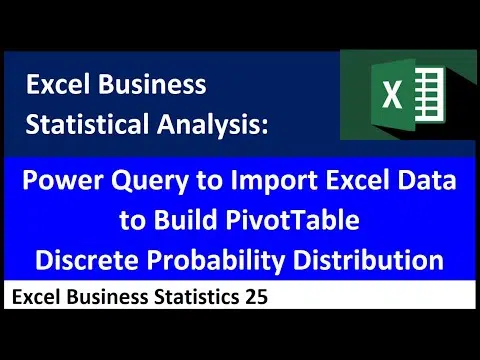 Excel Business
Statistical Analysis:
X
Power Query to Import Excel Data
to Build PivotTable
Discrete Probability Distribution
Excel Business Statistics 25